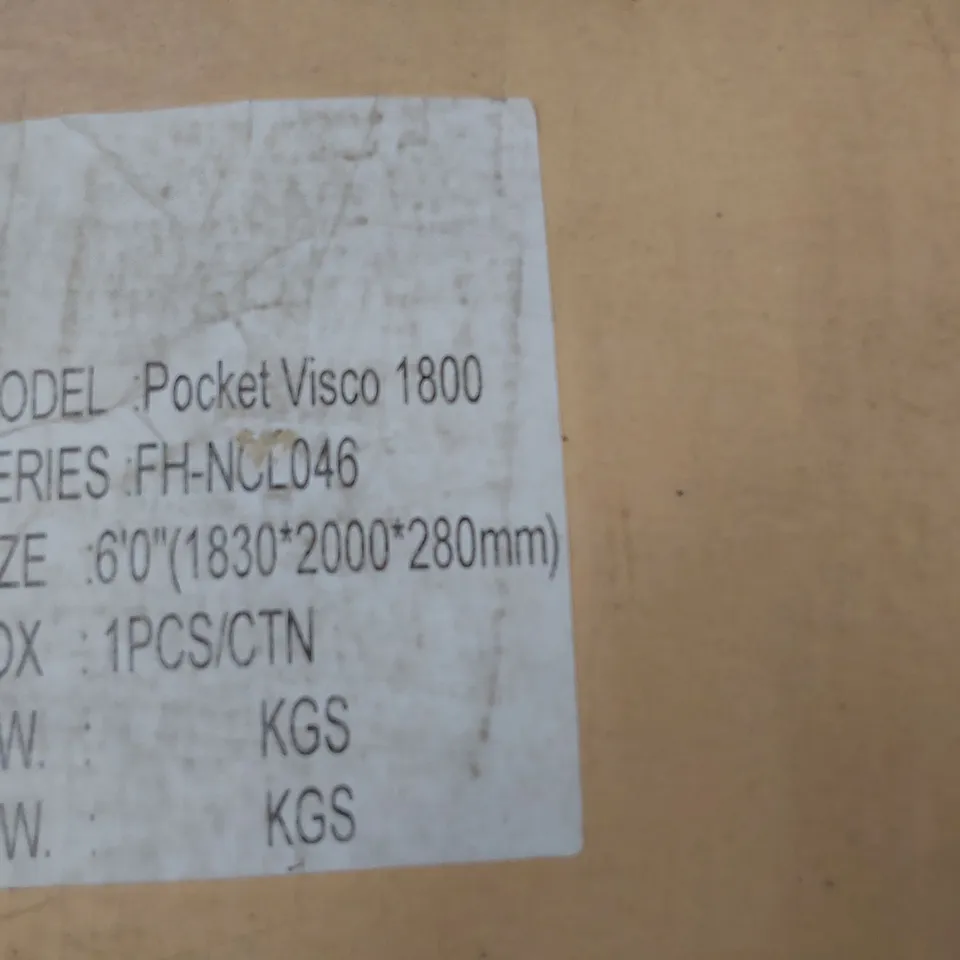 ODEL :Pocket Visco 1800
ERIES :FH-NCL046
ZE :6'0"(1830*2000*280mm)
OX : 1PCS/CTN
W. : KGS
W. : KGS